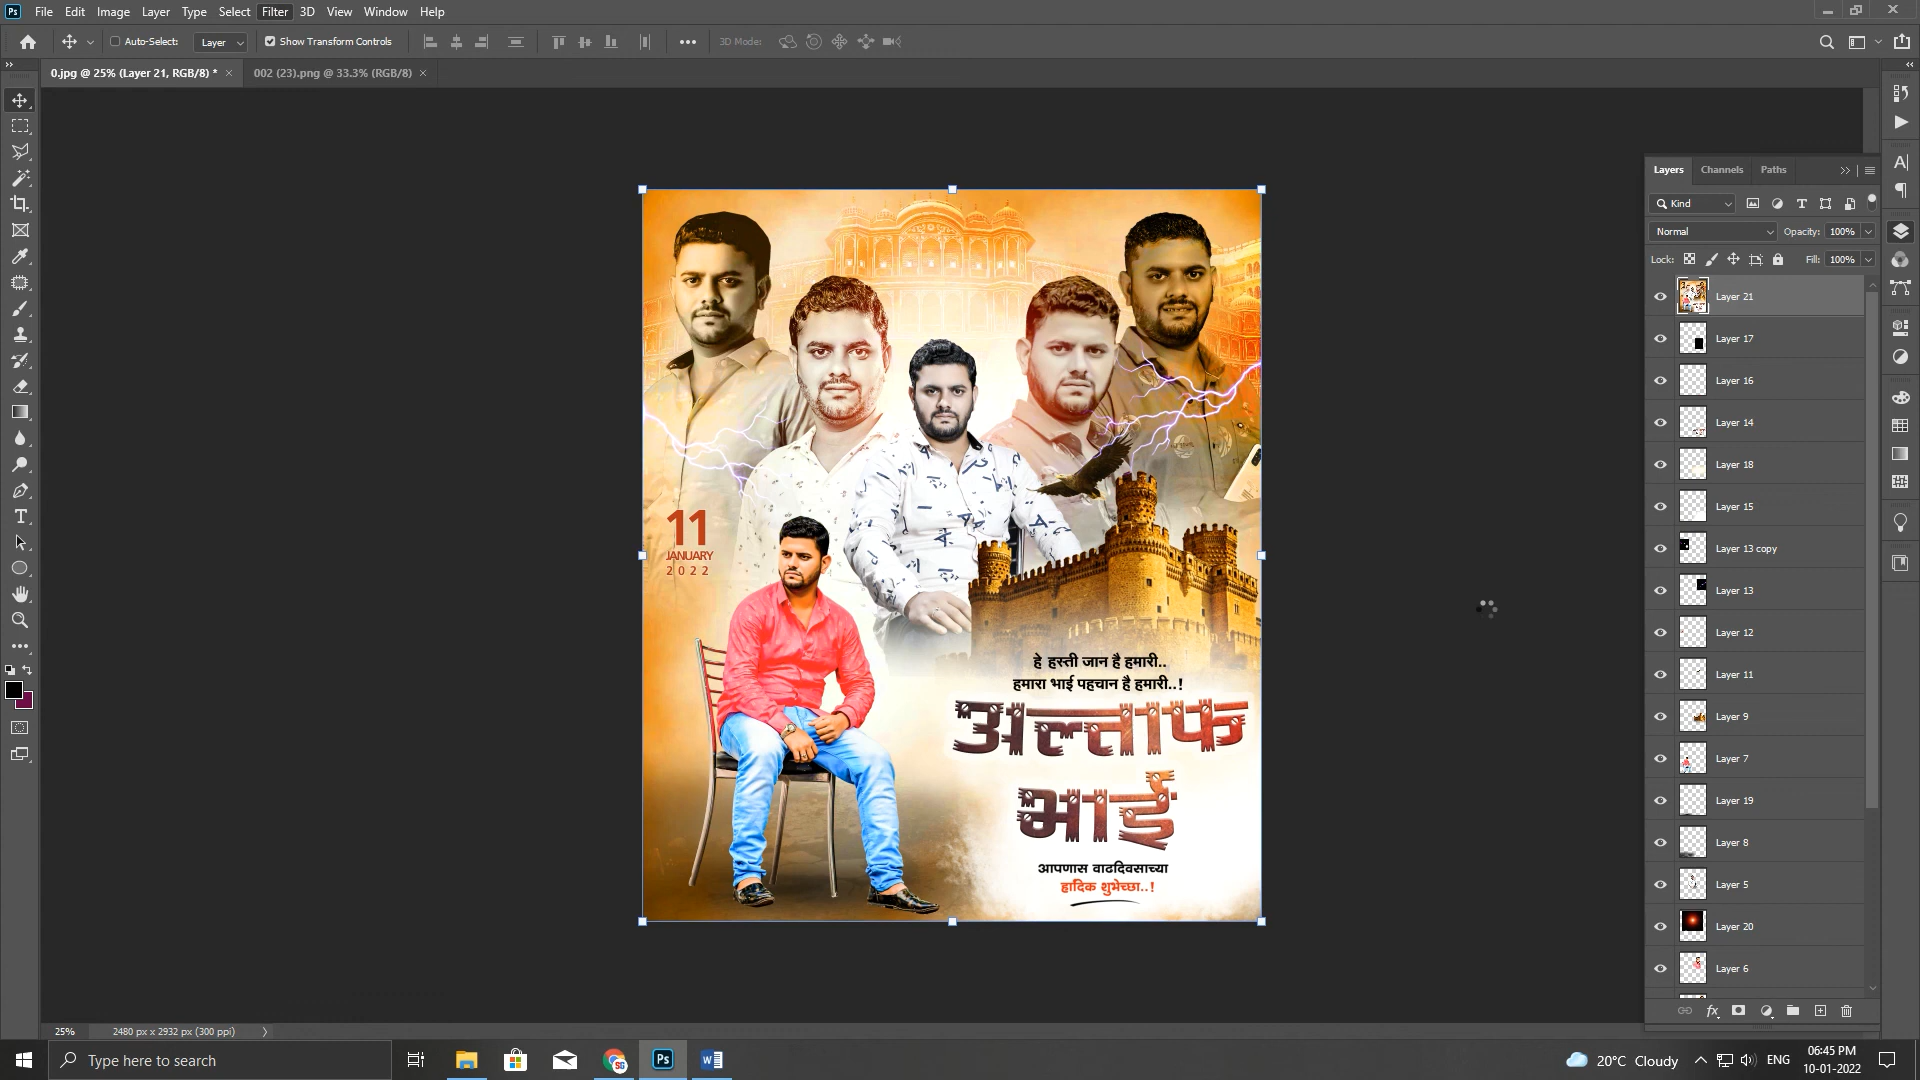 Ps File Edit Image Layer Type Select Filter 3D View Window Help
Auto-Select: Layer Show Transform Controls 3D Mode:
0.jpg @ 25% (Layer 21, RGB/8) * × 002 (23).png @ 33.3% (RGB/8) ×
Layers Channels Paths
Kind
Normal Opacity: 100%
Lock: Fill: 100%
Layer 21
Layer 17
Layer 16
Layer 14
Layer 18
Layer 15
Layer 13 copy
Layer 13
Layer 12
Layer 11
Layer 9
Layer 7
Layer 19
Layer 8
Layer 5
Layer 20
Layer 6
11
JANUARY
2022
हे हस्ती जान है हमारी..
हमारा भाई पहचान है हमारी..!
अल्ताफ
भाई
आपणास वाढदिवसाच्या
हार्दिक शुभेच्छा..!
25% 2480 px x 2932 px (300 ppi)
Type here to search
20°C Cloudy ENG
06:45 PM
10-01-2022